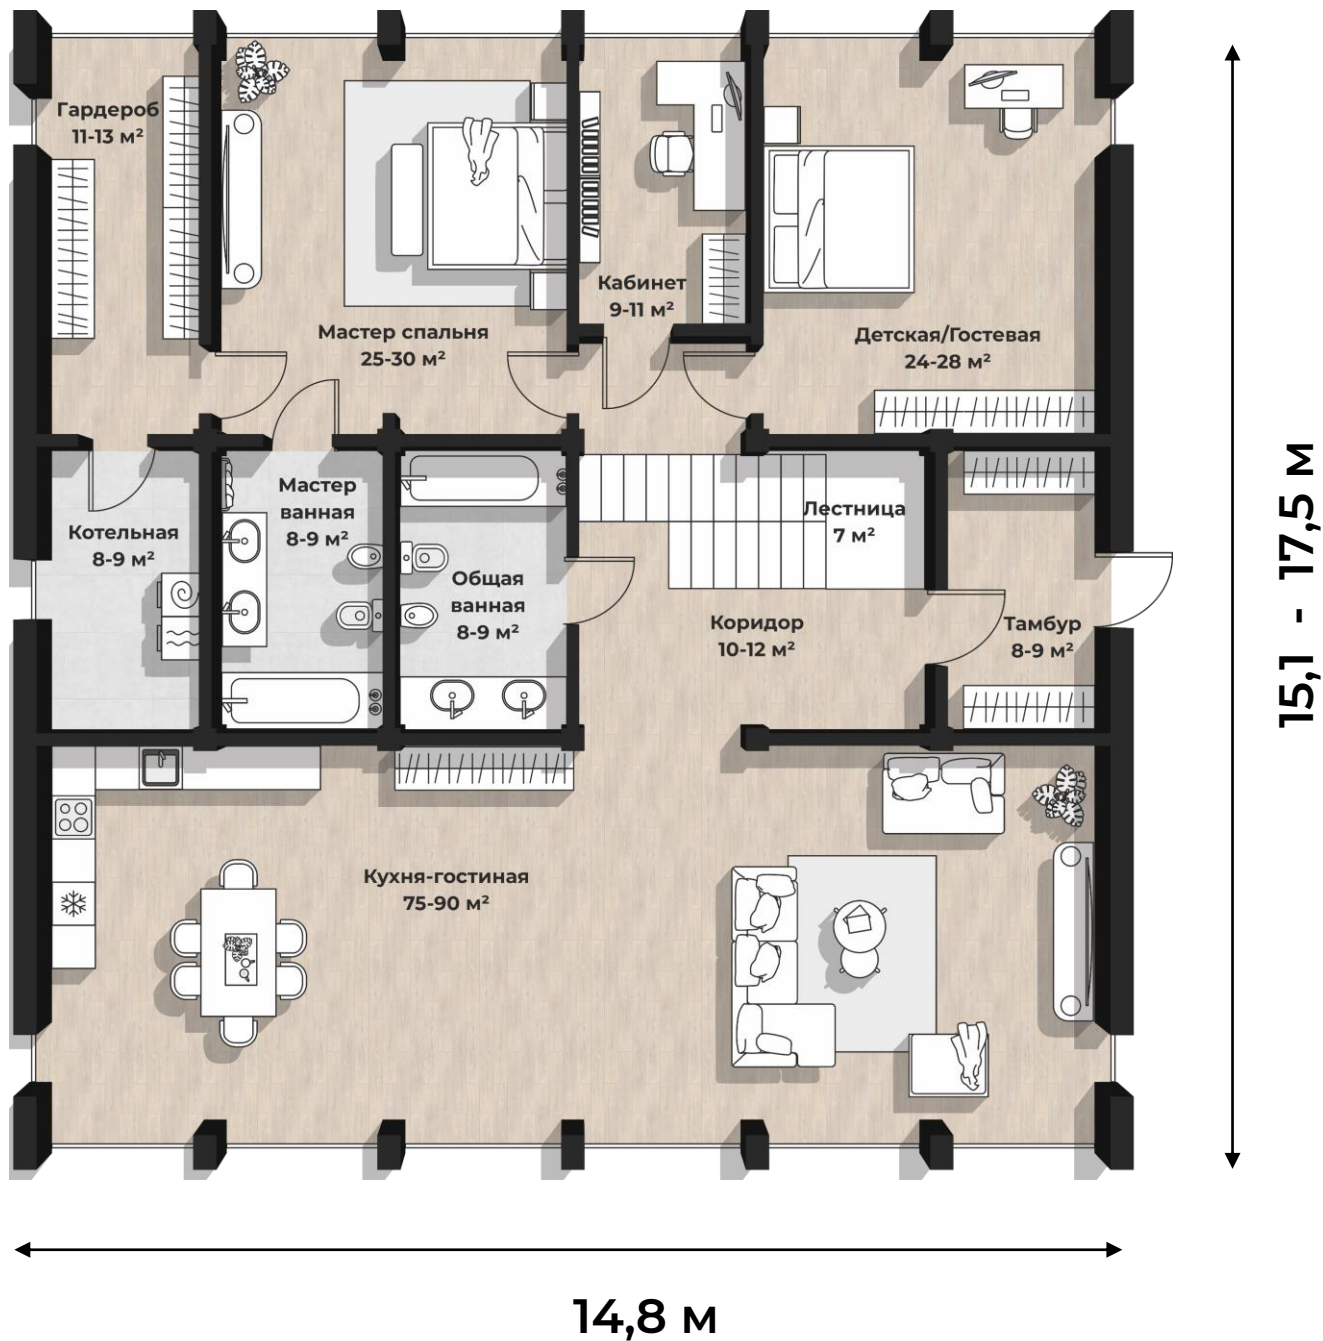 Гардероб
11-13 м²
Мастер спальня
25-30 м²
Кабинет
9-11 м²
Детская/Гостевая
24-28 м²
Котельная
8-9 м²
Мастер
ванная
8-9 м²
Общая
ванная
8-9 м²
Лестница
7 м²
Коридор
10-12 м²
Тамбур
8-9 м²
Кухня-гостиная
75-90 м²
15,1 - 17,5 м
14,8 м